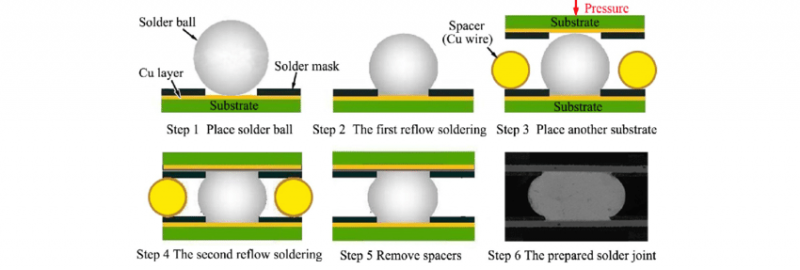 Solder ball
Cu layer
Solder mask
Substrate
Step 1 Place solder ball
Step 2 The first reflow soldering
Pressure
Substrate
Spacer
(Cu wire)
Substrate
Step 3 Place another substrate
Step 4 The second reflow soldering
Step 5 Remove spacers
Step 6 The prepared solder joint